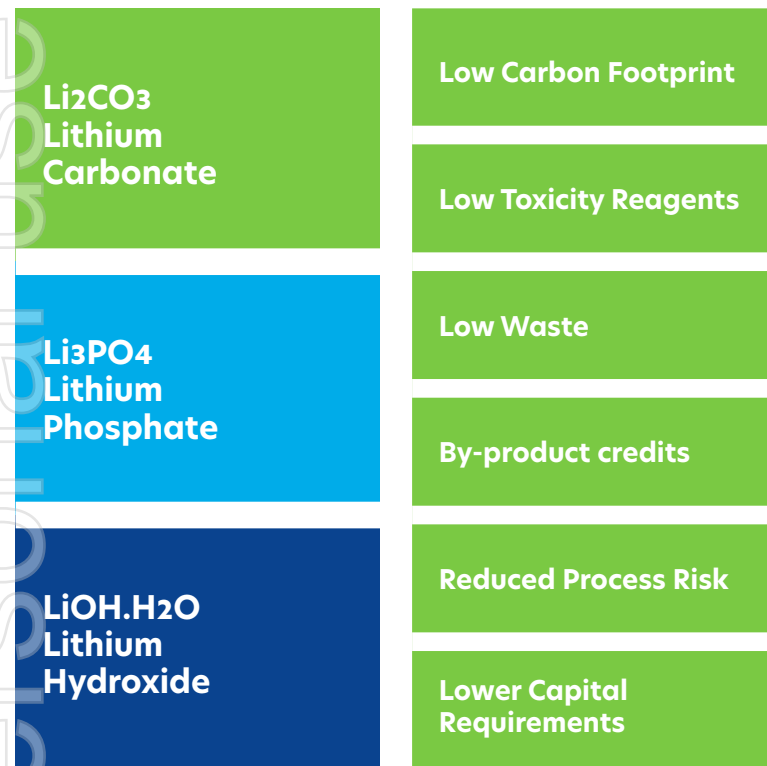 Li2CO3
Lithium
Carbonate
Li3PO4
Lithium
Phosphate
LiOH.H2O
Lithium
Hydroxide
Low Carbon Footprint
Low Toxicity Reagents
Low Waste
By-product credits
Reduced Process Risk
Lower Capital
Requirements